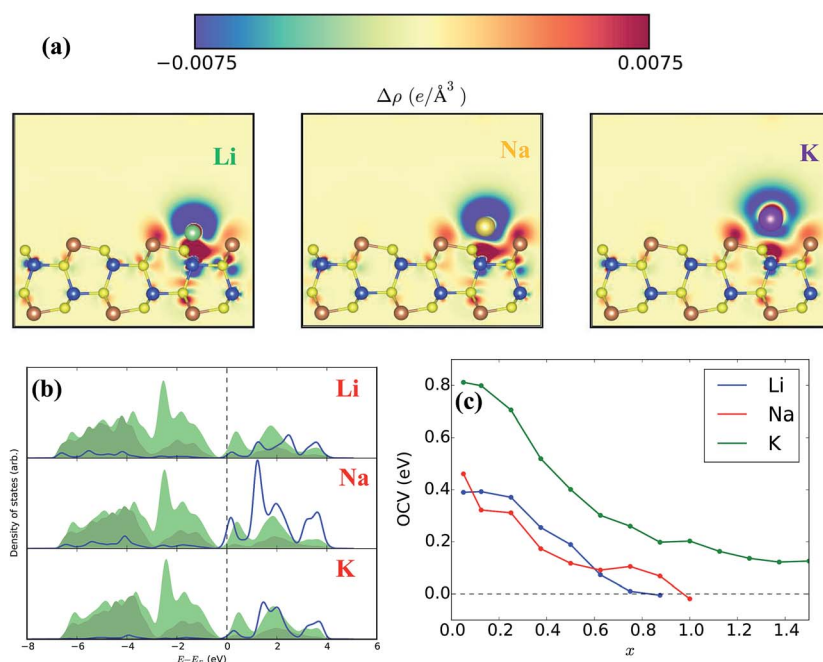 (a)
−0.0075 0.0075
Δρ (e/Å³)
Li
Na
K
(b)
Li
Na
K
Density of states (arb.)
−8 −6 −4 −2 0 2 4 6
(eV)
(c)
Li
Na
K
OCV (eV)
0.8
0.6
0.4
0.2
0.0
0.0 0.2 0.4 0.6 0.8 1.0 1.2 1.4
x